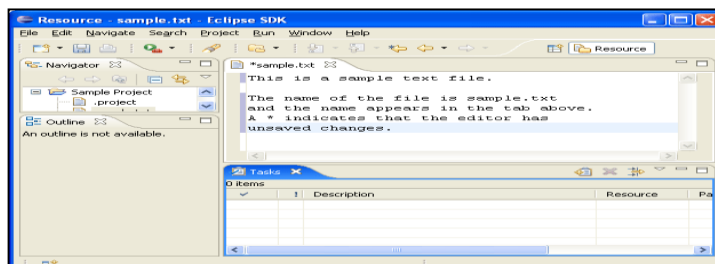 Resource - sample.txt - Eclipse SDK
File Edit Navigate Search Project Run Window Help
Resource
Navigator
*sample.txt
Sample Project
.project
This is a sample text file.
The name of the file is sample.txt
and the name appears in the tab above.
A * indicates that the editor has
unsaved changes.
Outline
An outline is not available.
Tasks
0 items
! Description Resource Pa